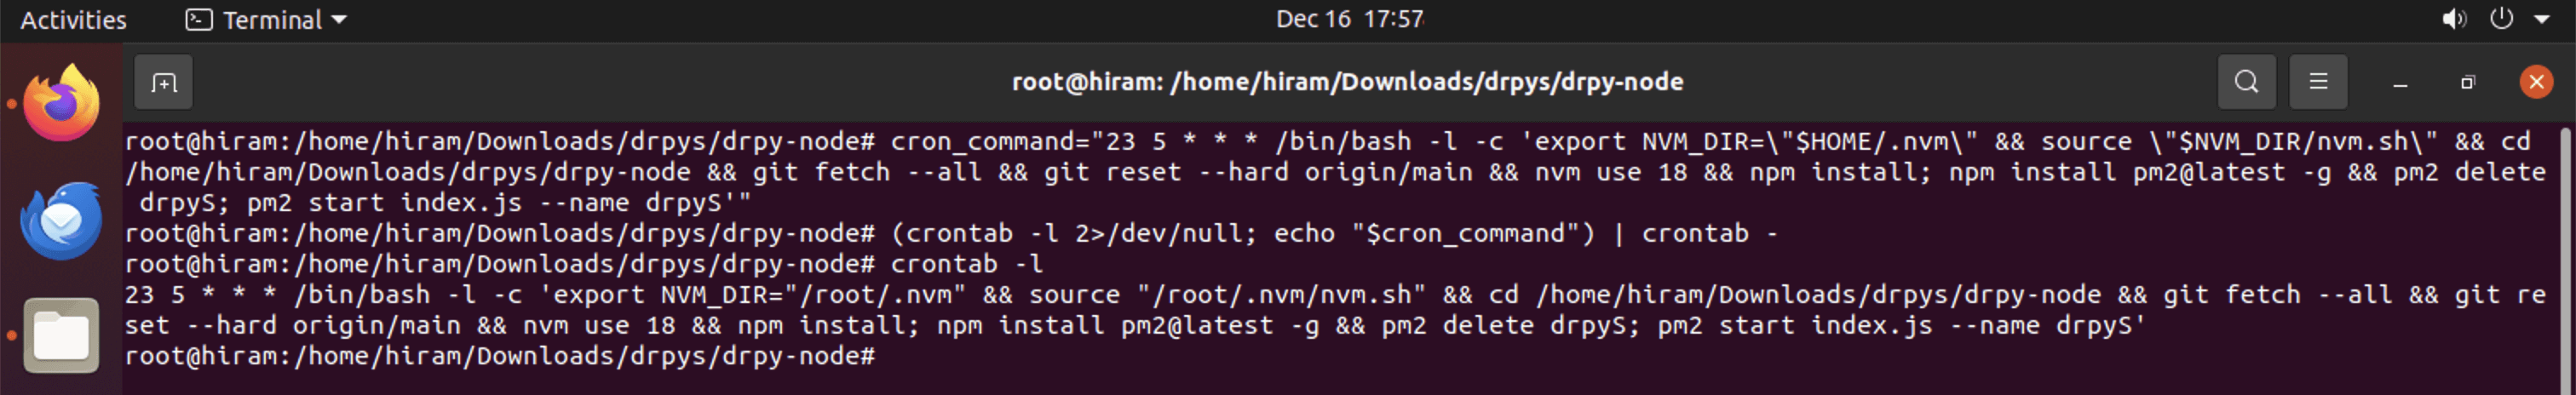 Activities Terminal Dec 16 17:57
root@hiram: /home/hiram/Downloads/drpys/drpy-node
root@hiram:/home/hiram/Downloads/drpys/drpy-node# cron_command="23 5 * * * /bin/bash -l -c 'export NVM_DIR=\"$HOME/.nvm\" && source \"$NVM_DIR/nvm.sh\" && cd
/home/hiram/Downloads/drpys/drpy-node && git fetch --all && git reset --hard origin/main && nvm use 18 && npm install; npm install pm2@latest -g && pm2 delete
drpyS; pm2 start index.js --name drpyS'"
root@hiram:/home/hiram/Downloads/drpys/drpy-node# (crontab -l 2>/dev/null; echo "$cron_command") | crontab -
root@hiram:/home/hiram/Downloads/drpys/drpy-node# crontab -l
23 5 * * * /bin/bash -l -c 'export NVM_DIR="/root/.nvm" && source "/root/.nvm/nvm.sh" && cd /home/hiram/Downloads/drpys/drpy-node && git fetch --all && git re
set --hard origin/main && nvm use 18 && npm install; npm install pm2@latest -g && pm2 delete drpyS; pm2 start index.js --name drpyS'
root@hiram:/home/hiram/Downloads/drpys/drpy-node#